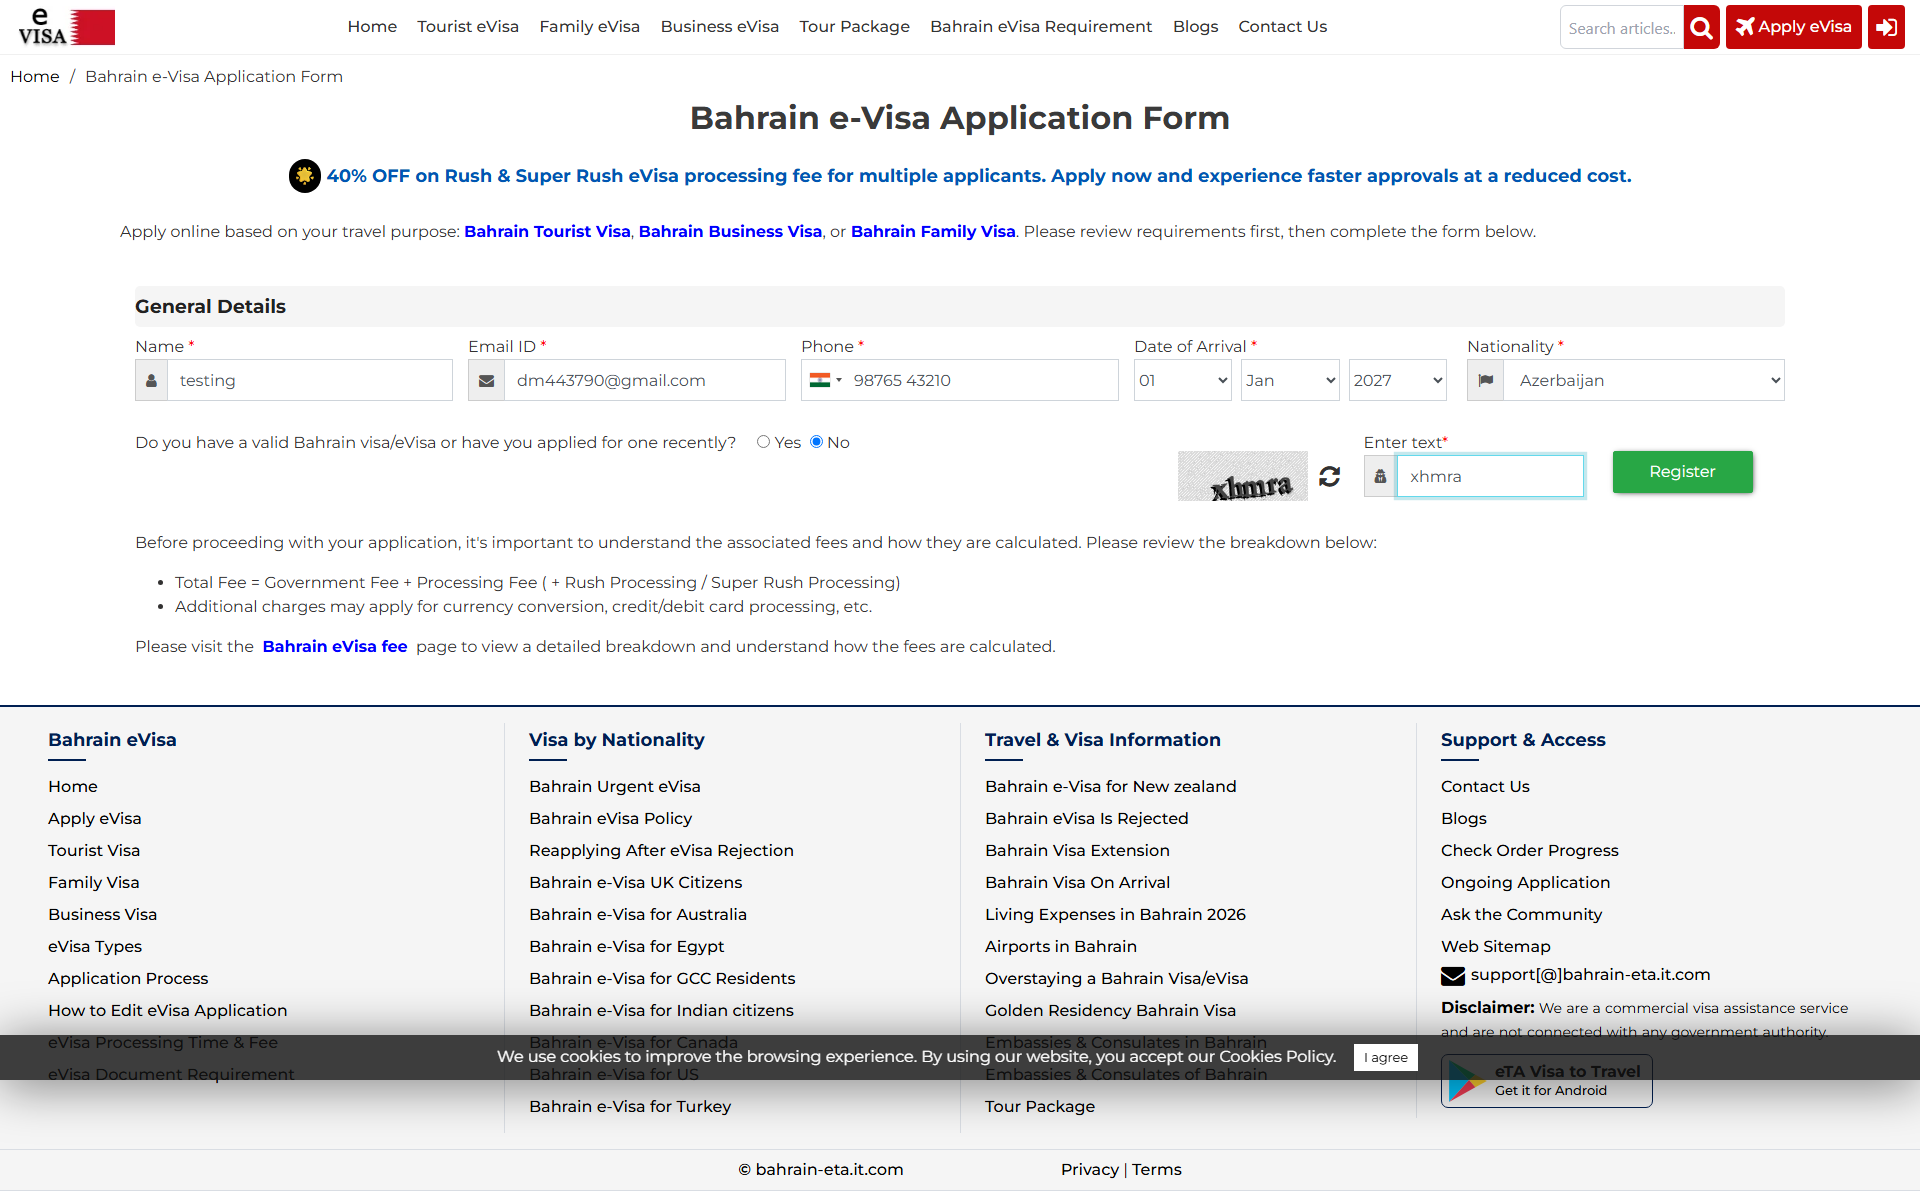 e
VISA
Home Tourist eVisa Family eVisa Business eVisa Tour Package Bahrain eVisa Requirement Blogs Contact Us
Search articles..
Apply eVisa
Home / Bahrain e-Visa Application Form
Bahrain e-Visa Application Form
40% OFF on Rush & Super Rush eVisa processing fee for multiple applicants. Apply now and experience faster approvals at a reduced cost.
Apply online based on your travel purpose: Bahrain Tourist Visa, Bahrain Business Visa, or Bahrain Family Visa. Please review requirements first, then complete the form below.
General Details
Name * Email ID * Phone * Date of Arrival * Nationality *
testing dm443790@gmail.com 98765 43210 01 Jan 2027 Azerbaijan
Do you have a valid Bahrain visa/eVisa or have you applied for one recently? Yes No
Enter text*
xhmra
xhmra
Register
Before proceeding with your application, it's important to understand the associated fees and how they are calculated. Please review the breakdown below:
• Total Fee = Government Fee + Processing Fee ( + Rush Processing / Super Rush Processing)
• Additional charges may apply for currency conversion, credit/debit card processing, etc.
Please visit the Bahrain eVisa fee page to view a detailed breakdown and understand how the fees are calculated.
Bahrain eVisa
Home
Apply eVisa
Tourist Visa
Family Visa
Business Visa
eVisa Types
Application Process
How to Edit eVisa Application
eVisa Processing Time & Fee
eVisa Document Requirement
Visa by Nationality
Bahrain Urgent eVisa
Bahrain eVisa Policy
Reapplying After eVisa Rejection
Bahrain e-Visa UK Citizens
Bahrain e-Visa for Australia
Bahrain e-Visa for Egypt
Bahrain e-Visa for GCC Residents
Bahrain e-Visa for Indian citizens
Bahrain e-Visa for Canada
Bahrain e-Visa for US
Bahrain e-Visa for Turkey
Travel & Visa Information
Bahrain e-Visa for New zealand
Bahrain eVisa Is Rejected
Bahrain Visa Extension
Bahrain Visa On Arrival
Living Expenses in Bahrain 2026
Airports in Bahrain
Overstaying a Bahrain Visa/eVisa
Golden Residency Bahrain Visa
Embassies & Consulates in Bahrain
Embassies & Consulates of Bahrain
Tour Package
Support & Access
Contact Us
Blogs
Check Order Progress
Ongoing Application
Ask the Community
Web Sitemap
support[@]bahrain-eta.it.com
Disclaimer: We are a commercial visa assistance service
and are not connected with any government authority.
eTA Visa to Travel
Get it for Android
We use cookies to improve the browsing experience. By using our website, you accept our Cookies Policy. I agree
© bahrain-eta.it.com Privacy | Terms